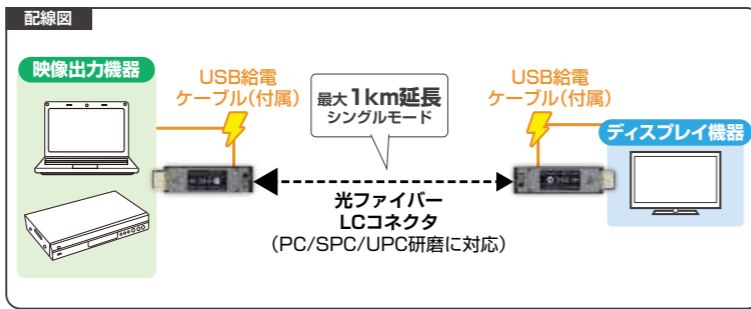 配線図
映像出力機器
USB給電
ケーブル(付属)
最大1km延長
シングルモード
USB給電
ケーブル(付属)
ディスプレイ機器
光ファイバー
LCコネクタ
(PC/SPC/UPC研磨に対応)